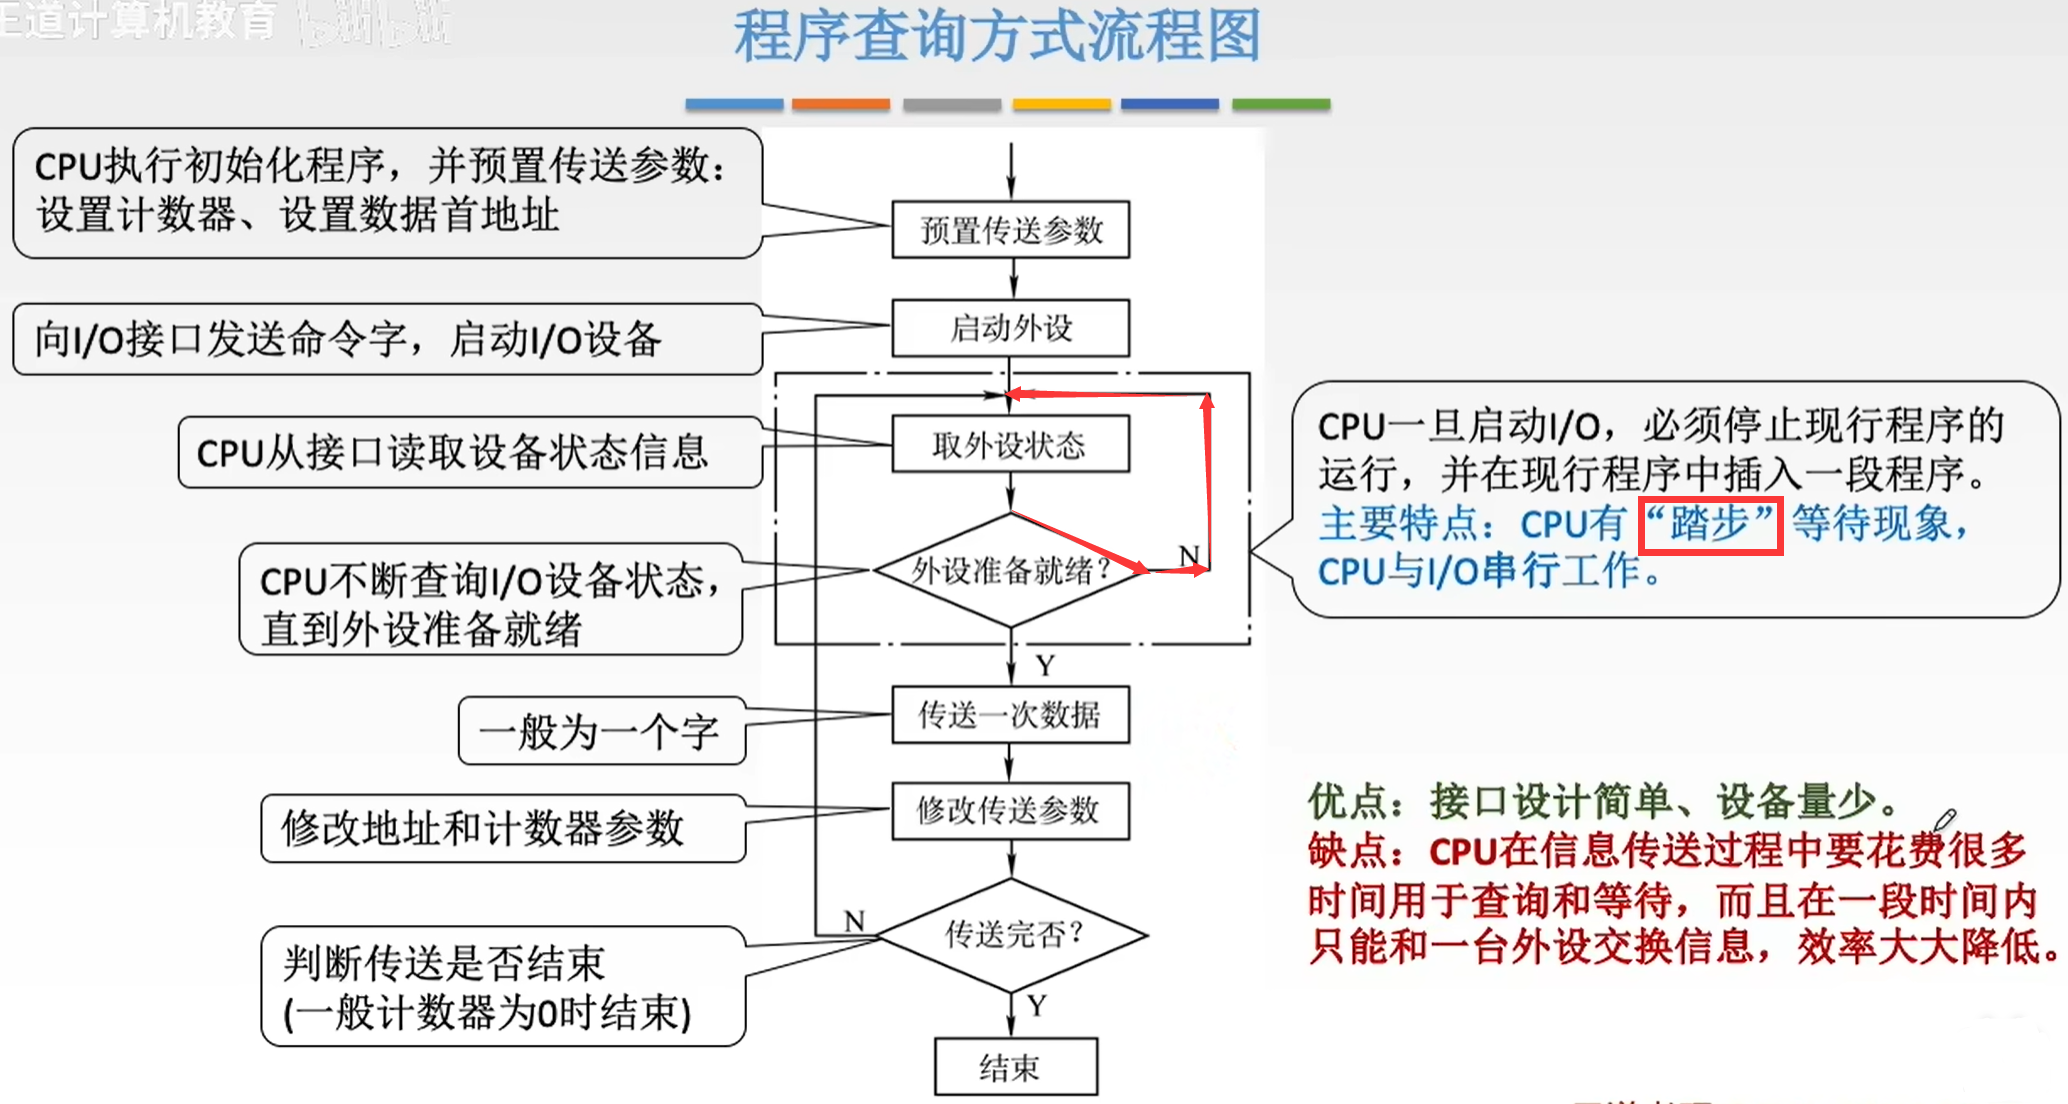 王道计算机教育 bilibili
程序查询方式流程图
CPU执行初始化程序，并预置传送参数：
设置计数器、设置数据首地址
预置传送参数
向I/O接口发送命令字，启动I/O设备
启动外设
CPU从接口读取设备状态信息
取外设状态
CPU一旦启动I/O，必须停止现行程序的
运行，并在现行程序中插入一段程序。
主要特点：CPU有“踏步”等待现象，
CPU与I/O串行工作。
CPU不断查询I/O设备状态，
直到外设准备就绪
外设准备就绪？
N
Y
一般为一个字
传送一次数据
修改地址和计数器参数
修改传送参数
优点：接口设计简单、设备量少。
缺点：CPU在信息传送过程中要花费很多
时间用于查询和等待，而且在一段时间内
只能和一台外设交换信息，效率大大降低。
判断传送是否结束
(一般计数器为0时结束)
N
传送完否？
Y
结束